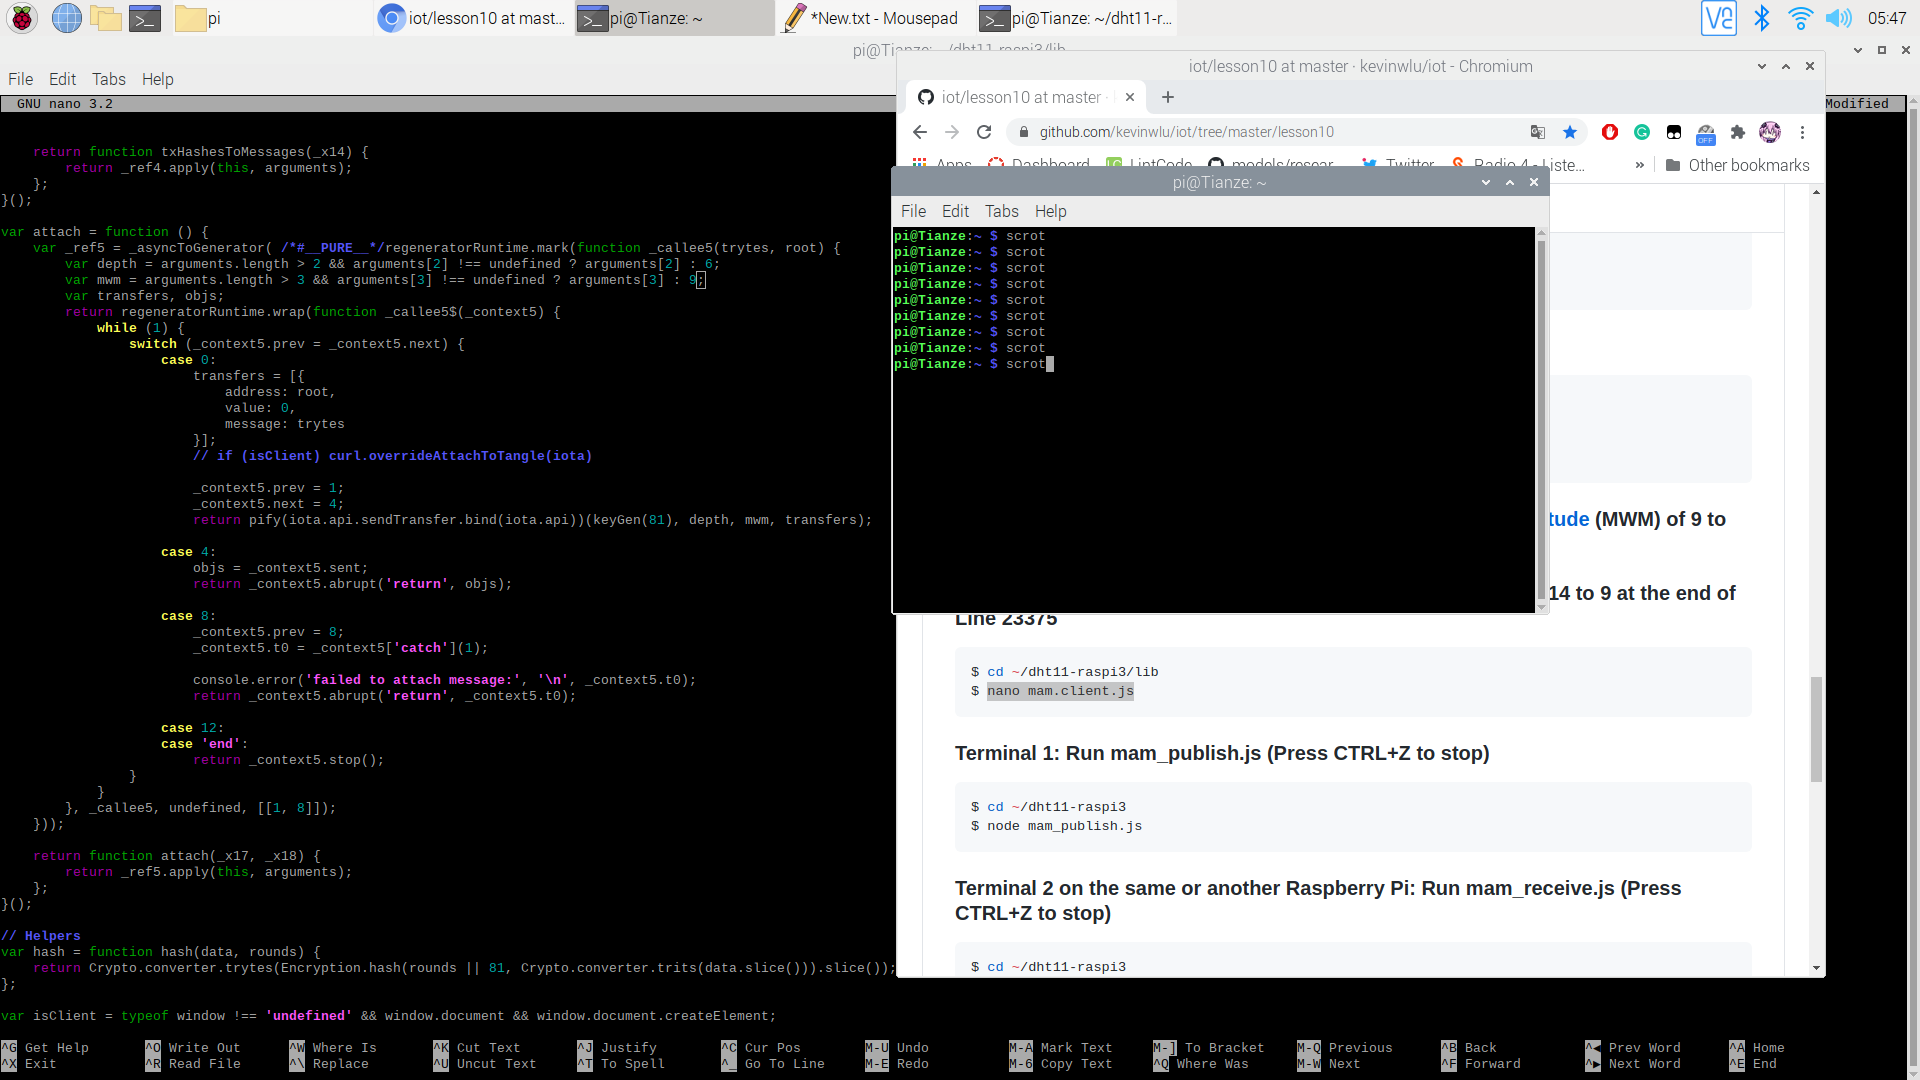 pi
iot/lesson10 at mast...
pi@Tianze: ~
*New.txt - Mousepad
pi@Tianze: ~/dht11-r...
05:47
pi@Tianze: ~/dht11-raspi3/lib
File Edit Tabs Help
GNU nano 3.2
Modified
return function txHashesToMessages(_x14) {
return _ref4.apply(this, arguments);
};
}();
var attach = function () {
var _ref5 = _asyncToGenerator( /*#__PURE__*/regeneratorRuntime.mark(function _callee5(trytes, root) {
var depth = arguments.length > 2 && arguments[2] !== undefined ? arguments[2] : 6;
var mwm = arguments.length > 3 && arguments[3] !== undefined ? arguments[3] : 9;
var transfers, objs;
return regeneratorRuntime.wrap(function _callee5$(_context5) {
while (1) {
switch (_context5.prev = _context5.next) {
case 0:
transfers = [{
address: root,
value: 0,
message: trytes
}];
// if (isClient) curl.overrideAttachToTangle(iota)
_context5.prev = 1;
_context5.next = 4;
return pify(iota.api.sendTransfer.bind(iota.api))(keyGen(81), depth, mwm, transfers);
case 4:
objs = _context5.sent;
return _context5.abrupt('return', objs);
case 8:
_context5.prev = 8;
_context5.t0 = _context5['catch'](1);
console.error('failed to attach message:', '\n', _context5.t0);
return _context5.abrupt('return', _context5.t0);
case 12:
case 'end':
return _context5.stop();
}
}
}, _callee5, undefined, [[1, 8]]);
}));
return function attach(_x17, _x18) {
return _ref5.apply(this, arguments);
};
}();
// Helpers
var hash = function hash(data, rounds) {
return Crypto.converter.trytes(Encryption.hash(rounds || 81, Crypto.converter.trits(data.slice())).slice());
};
var isClient = typeof window !== 'undefined' && window.document && window.document.createElement;
^G Get Help ^O Write Out ^W Where Is ^K Cut Text ^J Justify ^C Cur Pos M-U Undo M-A Mark Text M-] To Bracket M-Q Previous ^B Back ^◀ Prev Word ^A Home
^X Exit ^R Read File ^\ Replace ^U Uncut Text ^T To Spell ^_ Go To Line M-E Redo M-6 Copy Text ^Q Where Was M-W Next ^F Forward ^▶ Next Word ^E End
iot/lesson10 at master · kevinwlu/iot - Chromium
iot/lesson10 at master ·
github.com/kevinwlu/iot/tree/master/lesson10
OFF
Apps Dashboard LC LintCode models/resear... Twitter Radio 4 - Liste... » Other bookmarks
pi@Tianze: ~
File Edit Tabs Help
pi@Tianze:~ $ scrot
pi@Tianze:~ $ scrot
pi@Tianze:~ $ scrot
pi@Tianze:~ $ scrot
pi@Tianze:~ $ scrot
pi@Tianze:~ $ scrot
pi@Tianze:~ $ scrot
pi@Tianze:~ $ scrot
pi@Tianze:~ $ scrot
tude (MWM) of 9 to
14 to 9 at the end of
Line 23375
$ cd ~/dht11-raspi3/lib
$ nano mam.client.js
Terminal 1: Run mam_publish.js (Press CTRL+Z to stop)
$ cd ~/dht11-raspi3
$ node mam_publish.js
Terminal 2 on the same or another Raspberry Pi: Run mam_receive.js (Press
CTRL+Z to stop)
$ cd ~/dht11-raspi3